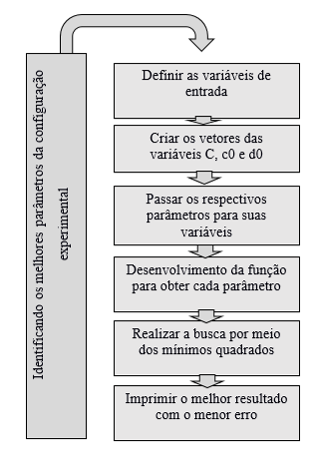 Identificando os melhores parâmetros da configuração
experimental
Definir as variáveis de
entrada
Criar os vetores das
variáveis C, c0 e d0
Passar os respectivos
parâmetros para suas
variáveis
Desenvolvimento da função
para obter cada parâmetro
Realizar a busca por meio
dos mínimos quadrados
Imprimir o melhor resultado
com o menor erro